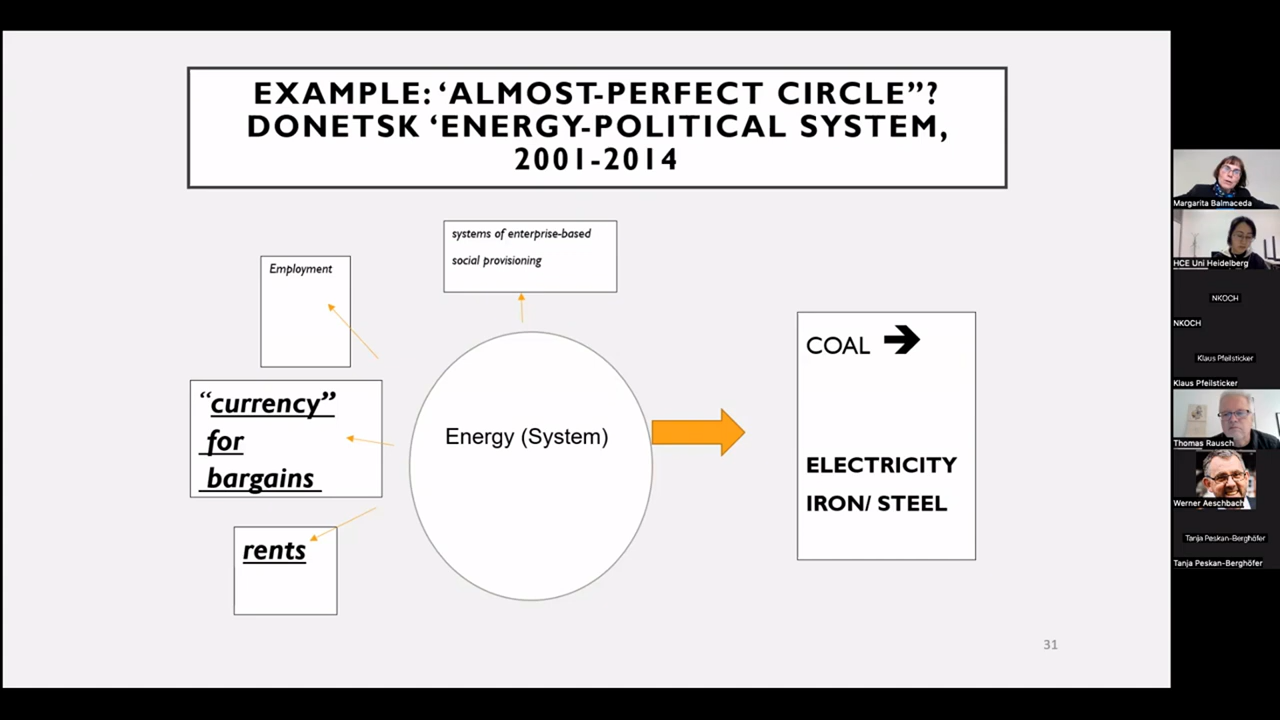 EXAMPLE: ‘ALMOST-PERFECT CIRCLE”?
DONETSK ‘ENERGY-POLITICAL SYSTEM,
2001-2014
systems of enterprise-based
social provisioning
Employment
“currency”
for
bargains
rents
Energy (System)
COAL →
ELECTRICITY
IRON/ STEEL
31
Margarita Balmaceda
HCE Uni Heidelberg
NKOCH
NKOCH
Klaus Pfeilsticker
Klaus Pfeilsticker
Thomas Rausch
Werner Aeschbach
Tanja Peskan-Berghöfer
Tanja Peskan-Berghöfer